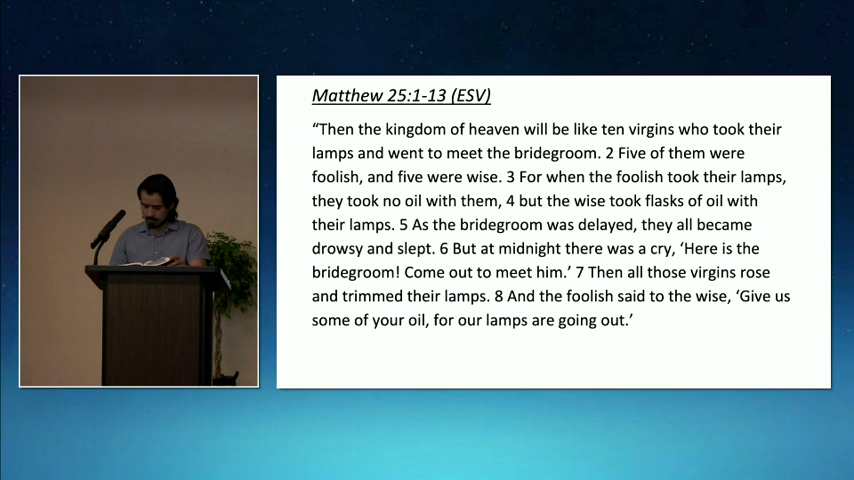 Matthew 25:1-13 (ESV)
“Then the kingdom of heaven will be like ten virgins who took their
lamps and went to meet the bridegroom. 2 Five of them were
foolish, and five were wise. 3 For when the foolish took their lamps,
they took no oil with them, 4 but the wise took flasks of oil with
their lamps. 5 As the bridegroom was delayed, they all became
drowsy and slept. 6 But at midnight there was a cry, ‘Here is the
bridegroom! Come out to meet him.’ 7 Then all those virgins rose
and trimmed their lamps. 8 And the foolish said to the wise, ‘Give us
some of your oil, for our lamps are going out.’